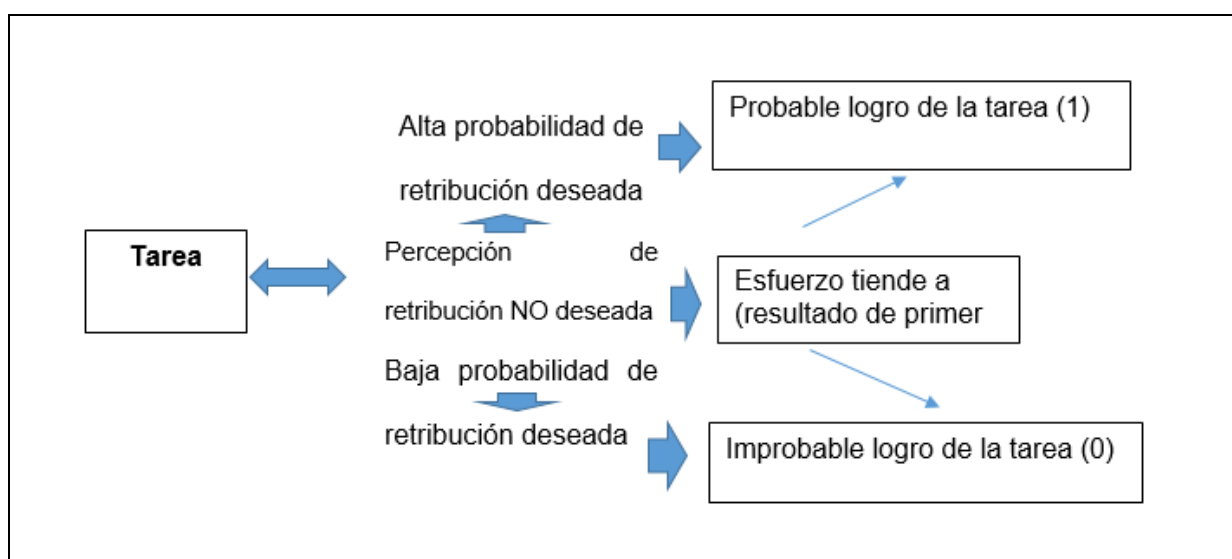 Tarea
Alta probabilidad de
retribución deseada
Percepción de
retribución NO deseada
Baja probabilidad de
retribución deseada
Probable logro de la tarea (1)
Esfuerzo tiende a
(resultado de primer
Improbable logro de la tarea (0)